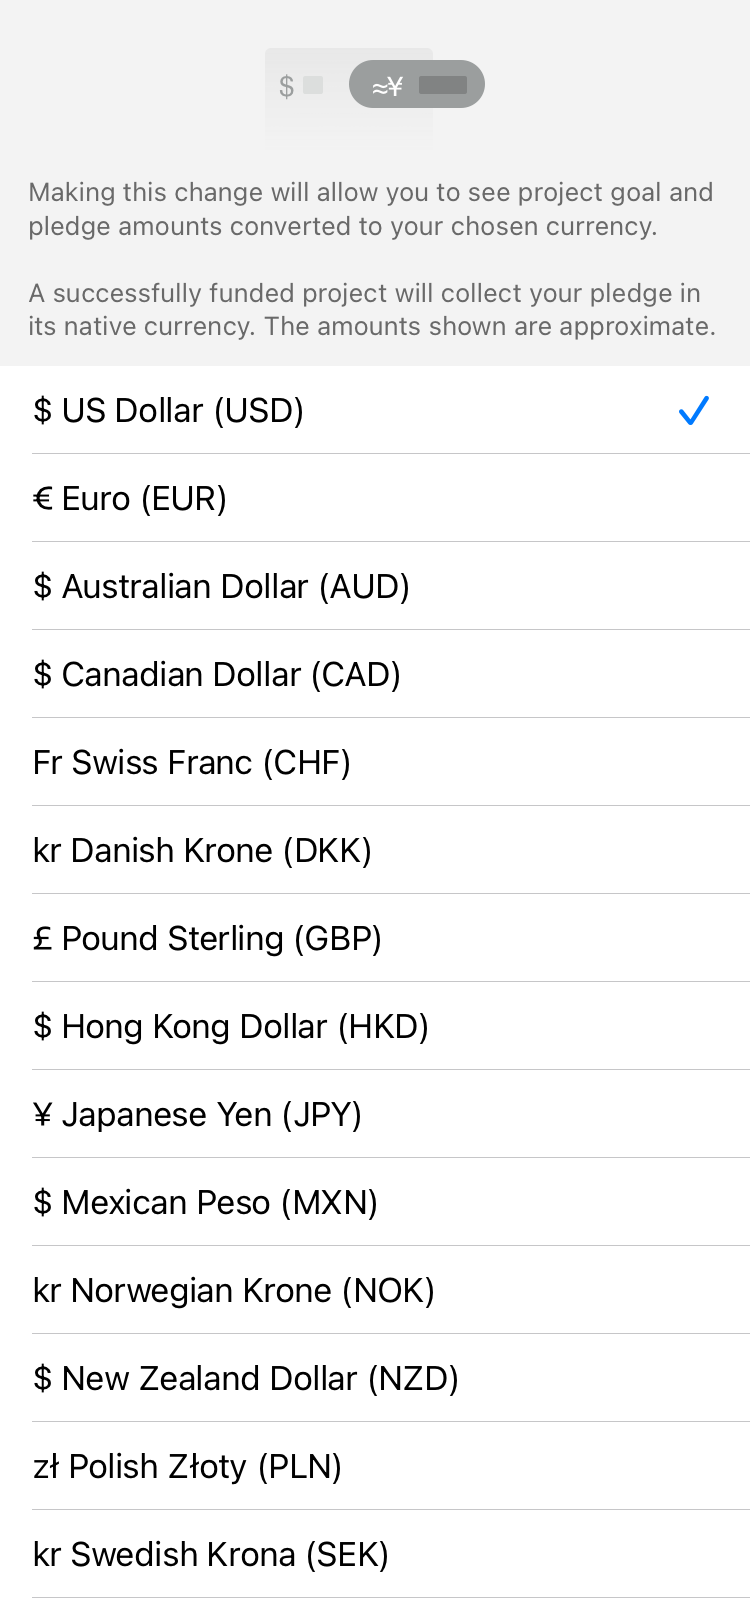 $ ≈¥
Making this change will allow you to see project goal and
pledge amounts converted to your chosen currency.
A successfully funded project will collect your pledge in
its native currency. The amounts shown are approximate.
$ US Dollar (USD)
€ Euro (EUR)
$ Australian Dollar (AUD)
$ Canadian Dollar (CAD)
Fr Swiss Franc (CHF)
kr Danish Krone (DKK)
£ Pound Sterling (GBP)
$ Hong Kong Dollar (HKD)
¥ Japanese Yen (JPY)
$ Mexican Peso (MXN)
kr Norwegian Krone (NOK)
$ New Zealand Dollar (NZD)
zł Polish Złoty (PLN)
kr Swedish Krona (SEK)